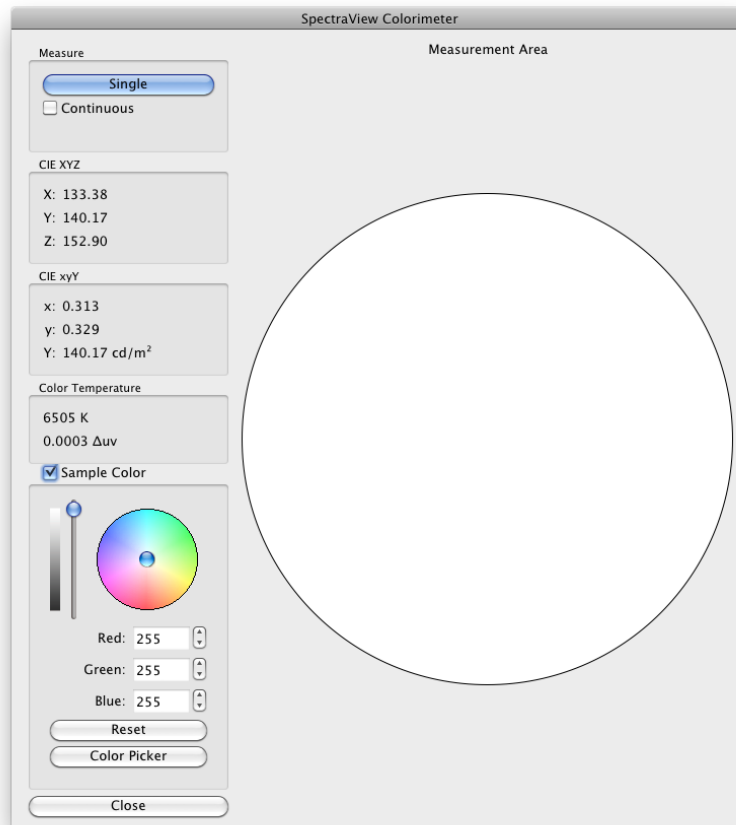 SpectraView Colorimeter
Measure
Single
Continuous
CIE XYZ
X: 133.38
Y: 140.17
Z: 152.90
CIE xyY
x: 0.313
y: 0.329
Y: 140.17 cd/m²
Color Temperature
6505 K
0.0003 Δuv
Sample Color
Red: 255
Green: 255
Blue: 255
Reset
Color Picker
Close
Measurement Area